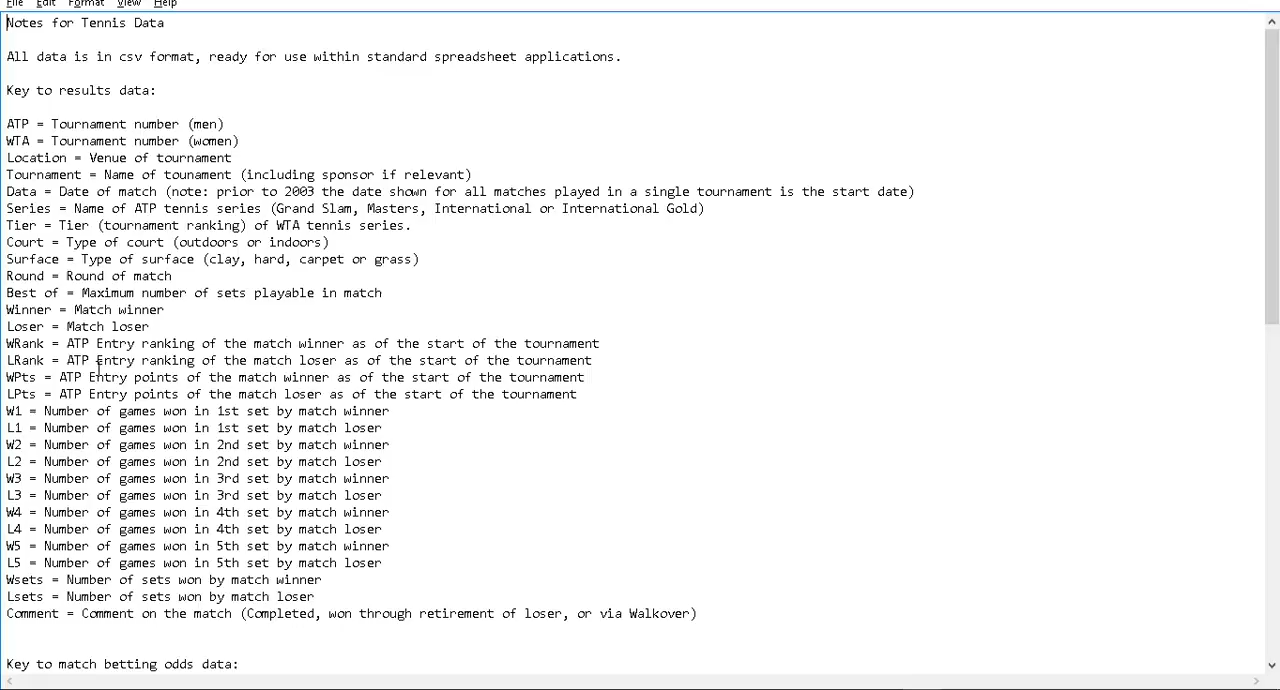 File Edit Format View Help
Notes for Tennis Data
All data is in csv format, ready for use within standard spreadsheet applications.
Key to results data:
ATP = Tournament number (men)
WTA = Tournament number (women)
Location = Venue of tournament
Tournament = Name of tounament (including sponsor if relevant)
Data = Date of match (note: prior to 2003 the date shown for all matches played in a single tournament is the start date)
Series = Name of ATP tennis series (Grand Slam, Masters, International or International Gold)
Tier = Tier (tournament ranking) of WTA tennis series.
Court = Type of court (outdoors or indoors)
Surface = Type of surface (clay, hard, carpet or grass)
Round = Round of match
Best of = Maximum number of sets playable in match
Winner = Match winner
Loser = Match loser
WRank = ATP Entry ranking of the match winner as of the start of the tournament
LRank = ATP Entry ranking of the match loser as of the start of the tournament
WPts = ATP Entry points of the match winner as of the start of the tournament
LPts = ATP Entry points of the match loser as of the start of the tournament
W1 = Number of games won in 1st set by match winner
L1 = Number of games won in 1st set by match loser
W2 = Number of games won in 2nd set by match winner
L2 = Number of games won in 2nd set by match loser
W3 = Number of games won in 3rd set by match winner
L3 = Number of games won in 3rd set by match loser
W4 = Number of games won in 4th set by match winner
L4 = Number of games won in 4th set by match loser
W5 = Number of games won in 5th set by match winner
L5 = Number of games won in 5th set by match loser
Wsets = Number of sets won by match winner
Lsets = Number of sets won by match loser
Comment = Comment on the match (Completed, won through retirement of loser, or via Walkover)
Key to match betting odds data: